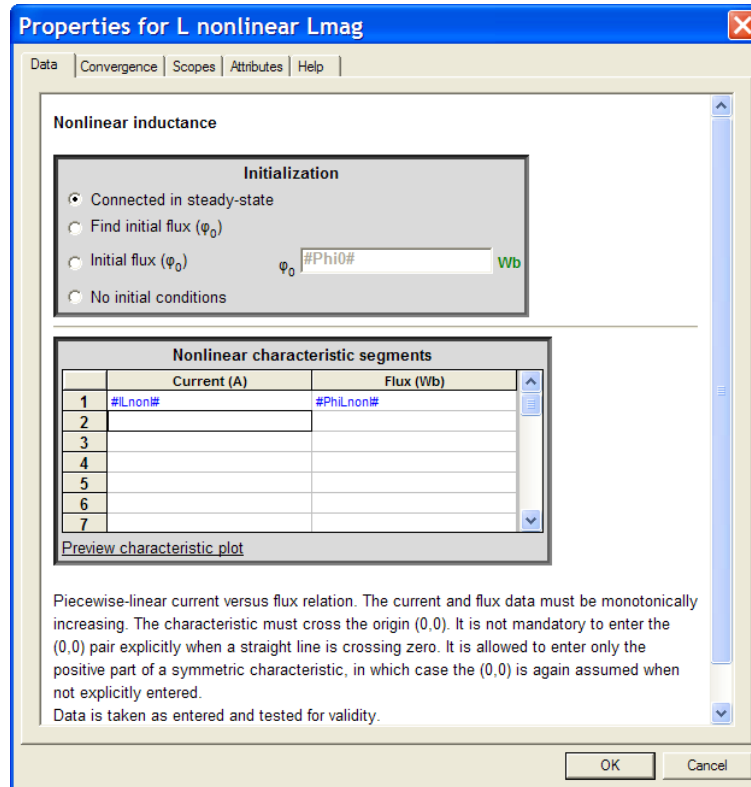 Properties for L nonlinear Lmag
Data Convergence Scopes Attributes Help
Nonlinear inductance
Initialization
Connected in steady-state
Find initial flux (φ0)
Initial flux (φ0) φ0 #Phi0# Wb
No initial conditions
Nonlinear characteristic segments
Current (A) Flux (Wb)
1 #ILnonl# #PhiLnonl#
2
3
4
5
6
7
Preview characteristic plot
Piecewise-linear current versus flux relation. The current and flux data must be monotonically
increasing. The characteristic must cross the origin (0,0). It is not mandatory to enter the
(0,0) pair explicitly when a straight line is crossing zero. It is allowed to enter only the
positive part of a symmetric characteristic, in which case the (0,0) is again assumed when
not explicitly entered.
Data is taken as entered and tested for validity.
OK Cancel